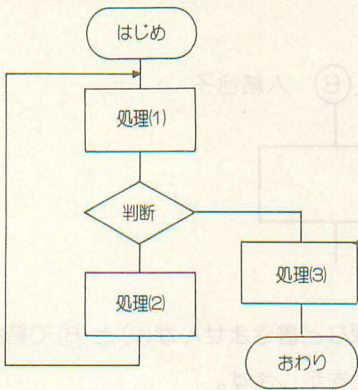 はじめ
処理(1)
判断
処理(2)
処理(3)
おわり